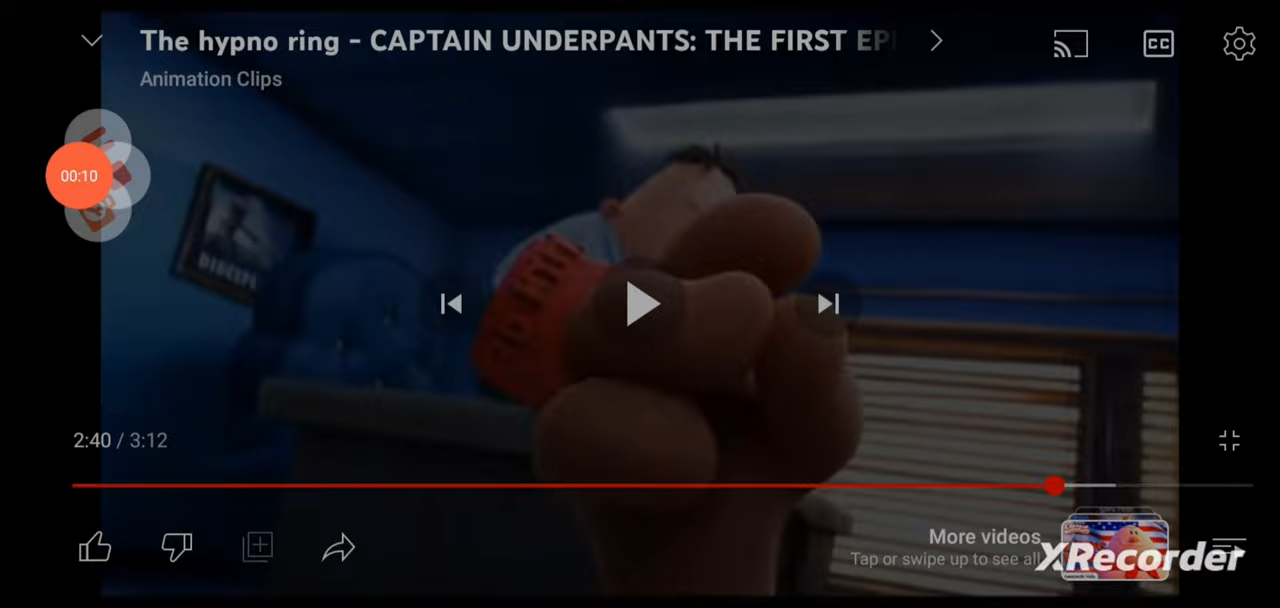 The hypno ring - CAPTAIN UNDERPANTS: THE FIRST EP
Animation Clips
00:10
2:40 / 3:12
More videos
Tap or swipe up to see all
XRecorder